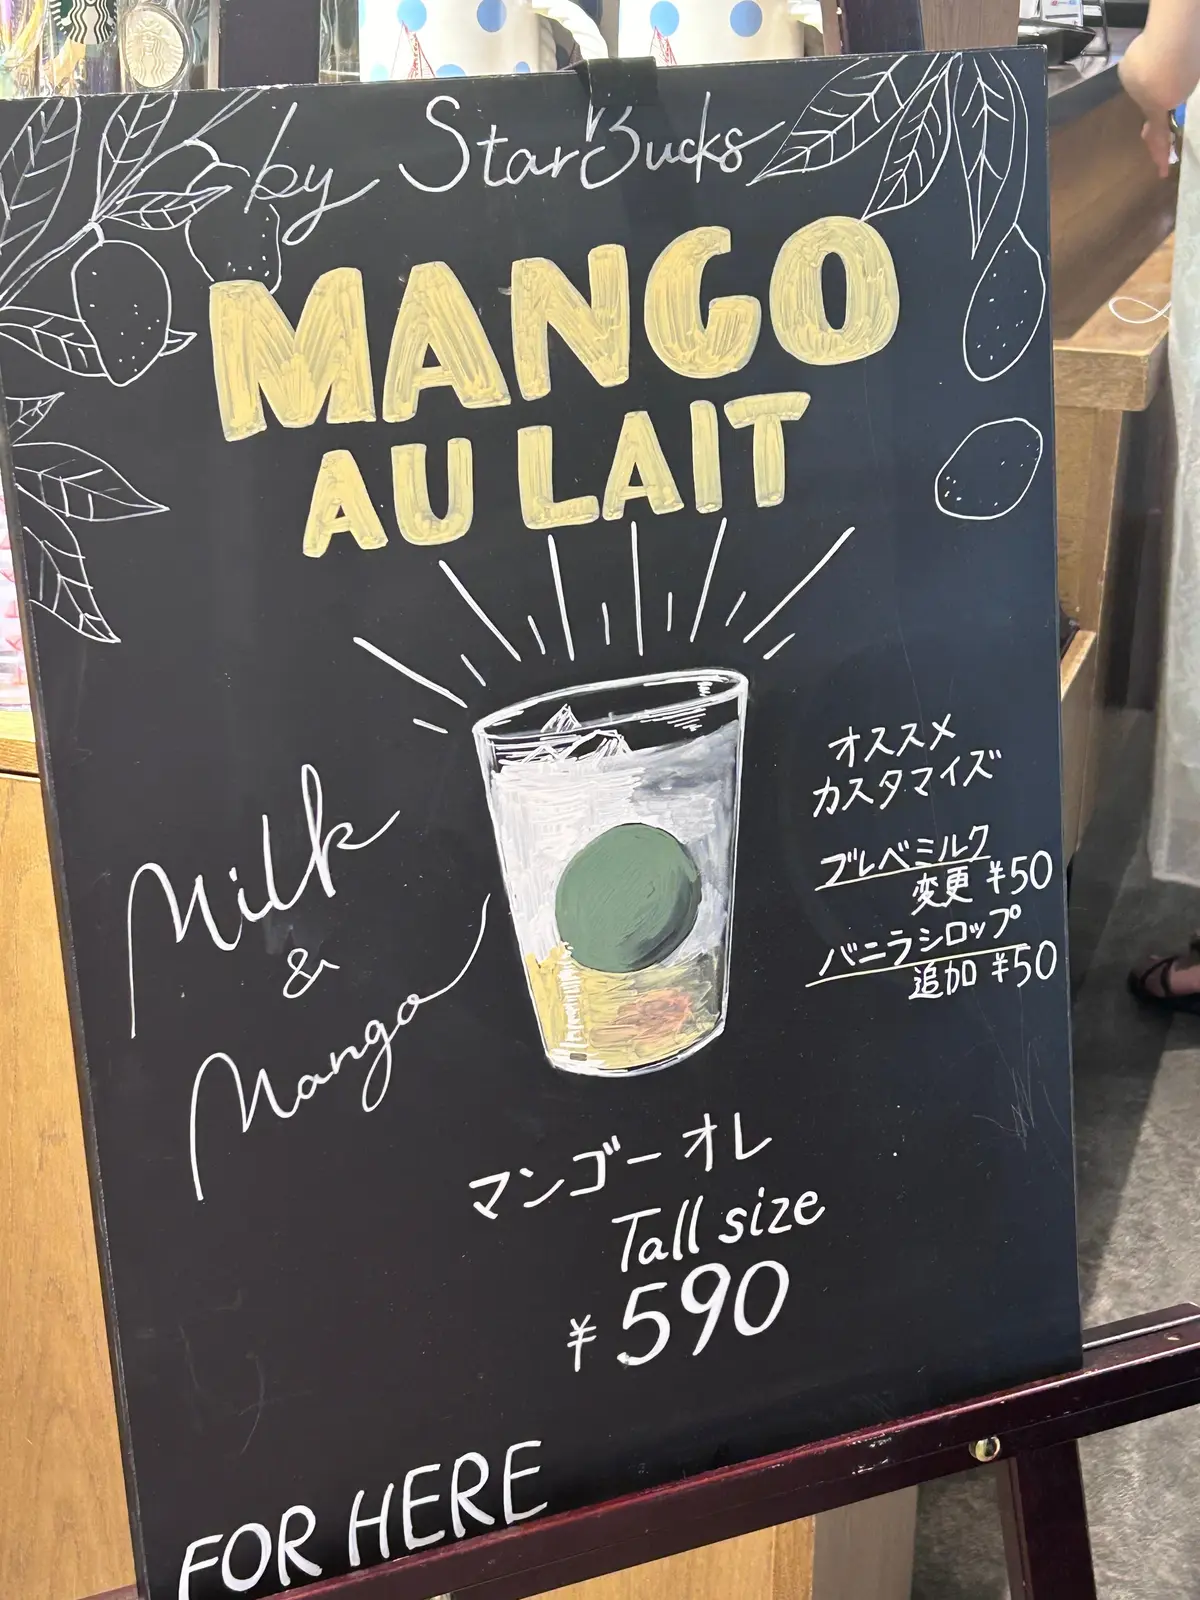 by StarBucks
MANGO
AU LAIT
Milk
&
Mango
オススメ
カスタマイズ
ブレベミルク
変更 ¥50
バニラシロップ
追加 ¥50
マンゴー オレ
Tall size
¥590
FOR HERE